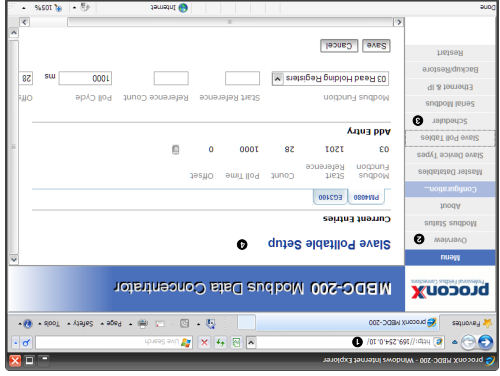 proconX MBDC-200 - Windows Internet Explorer
http://169.254.0.10/ 1
Live Search
Favorites
proconX MBDC-200
Page Safety Tools
proconX
Professional Fieldbus Connections
MBDC-200 Modbus Data Concentrator
Menu
Overview 2
Modbus Status
About
Configuration...
Master Datatables
Slave Device Types
Slave Poll Tables
Scheduler 3
Serial Modbus
Ethernet & IP
Backup/Restore
Restart
Slave Polltable Setup 4
Current Entries
PM4080 EG3100
Modbus Function
Start Reference
Count
Poll Time
Offset
03 1201 28 1000 0
Add Entry
Modbus Function
Start Reference
Reference Count
Poll Cycle
Offs
03 Read Holding Registers
1000 ms
28
Save Cancel
Done
Internet
105%